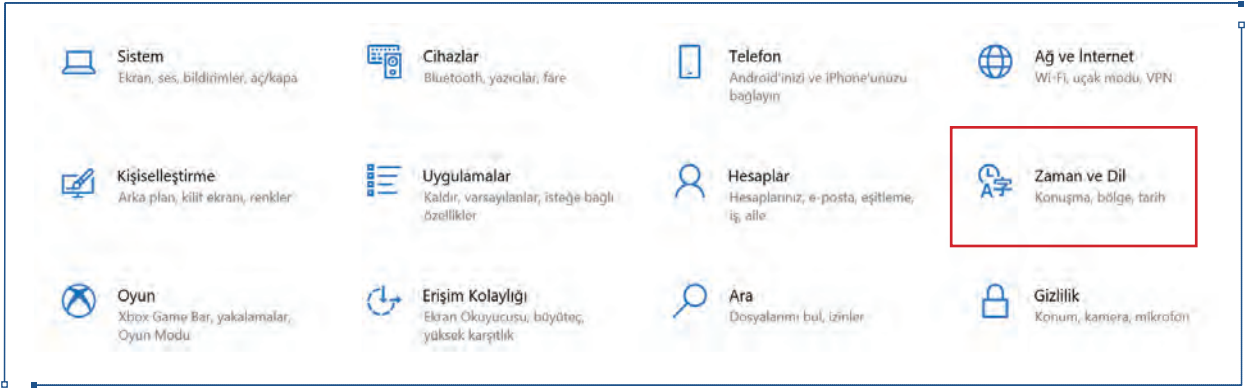 Sistem
Ekran, ses, bildirimler, aç/kapa
Cihazlar
Bluetooth, yazıcılar, fare
Telefon
Android'inizi ve iPhone'unuzu
bağlayın
Ağ ve İnternet
Wi-Fi, uçak modu, VPN
Kişiselleştirme
Arka plan, kilit ekranı, renkler
Uygulamalar
Kaldır, varsayılanlar, isteğe bağlı
özellikler
Hesaplar
Hesaplarınız, e-posta, eşitleme,
iş, aile
Zaman ve Dil
Konuşma, bölge, tarih
Oyun
Xbox Game Bar, yakalamalar,
Oyun Modu
Erişim Kolaylığı
Ekran Okuyucusu, büyüteç,
yüksek karşıtlık
Ara
Dosyalarımı bul, izinler
Gizlilik
Konum, kamera, mikrofon